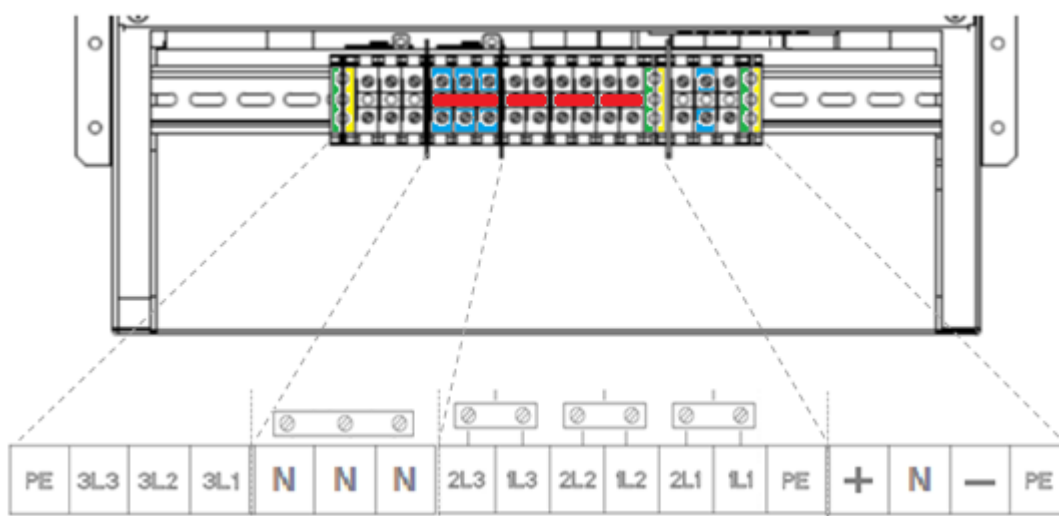 PE 3L3 3L2 3L1 N N N 2L3 1L3 2L2 1L2 2L1 1L1 PE + N — PE